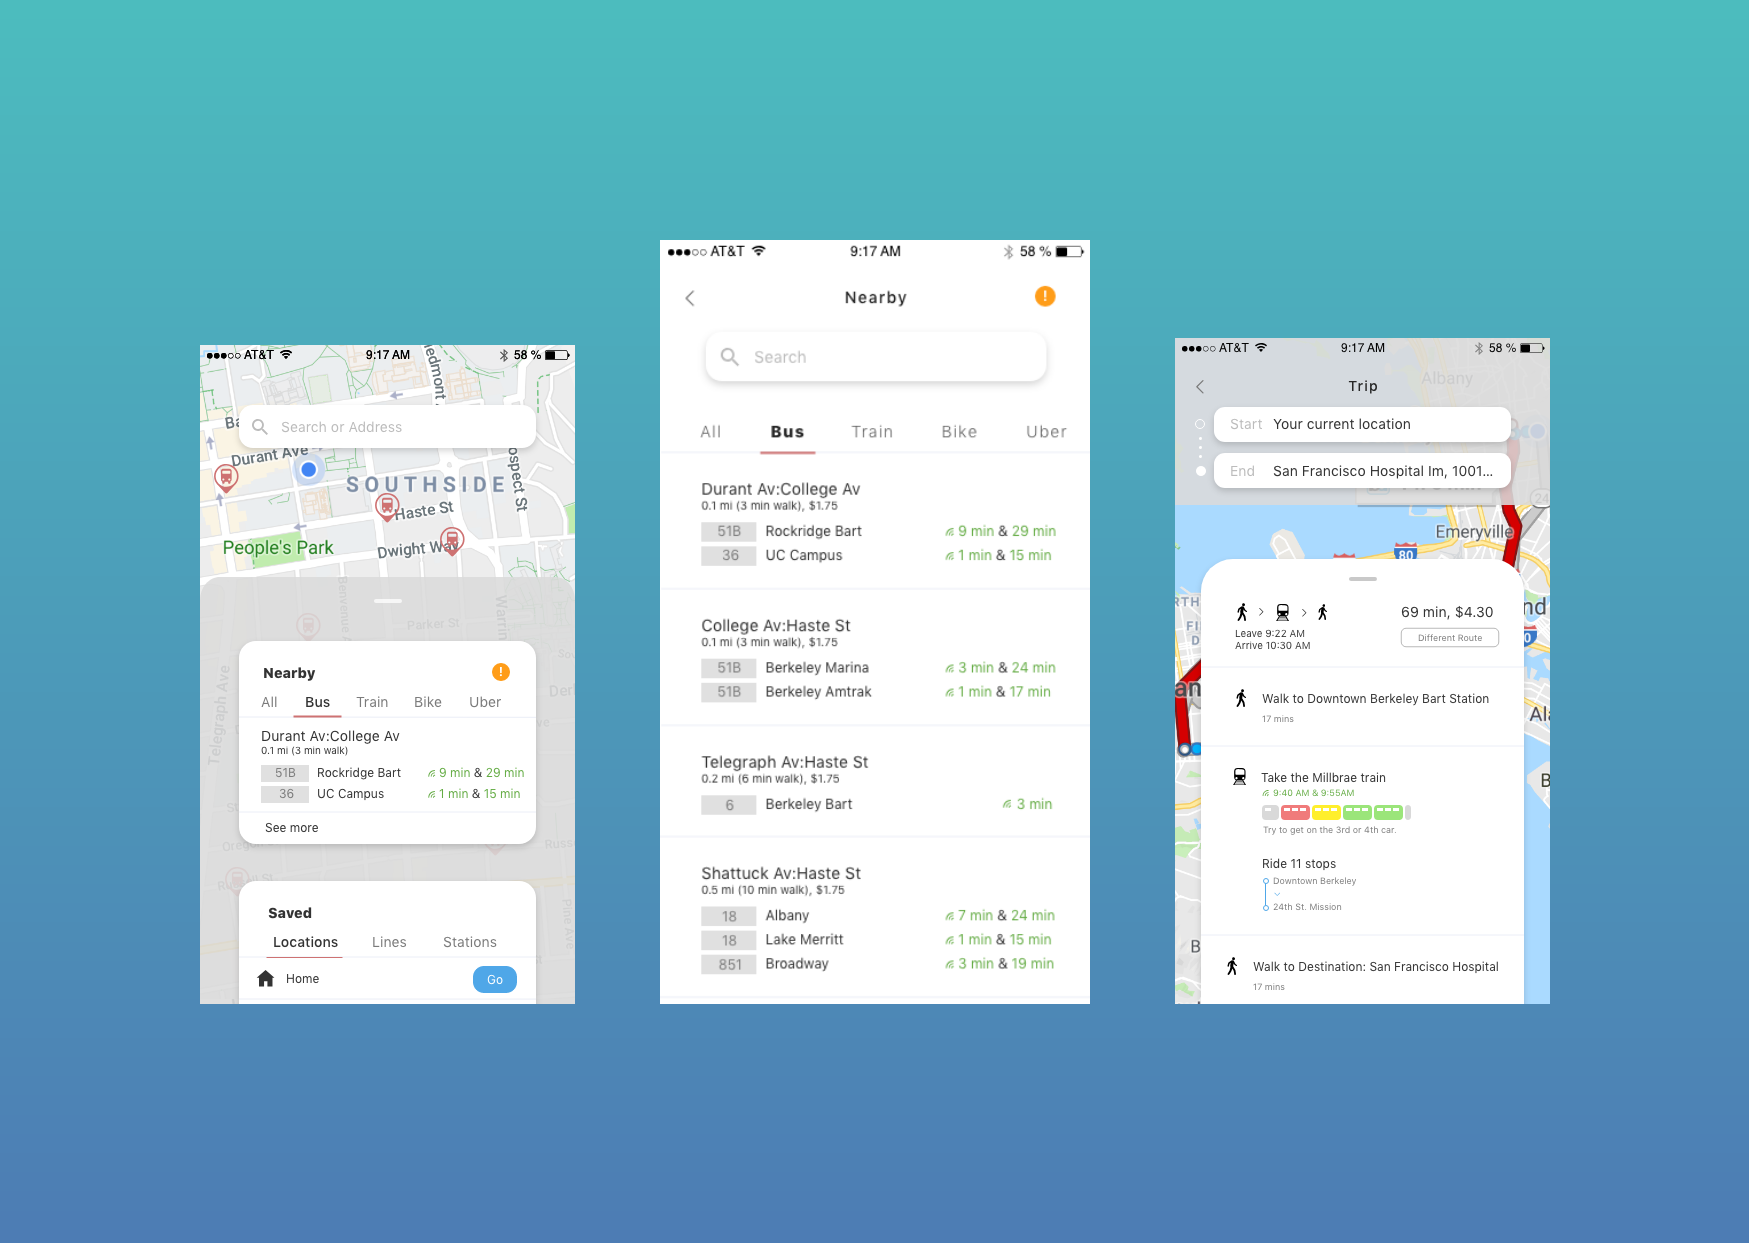 AT&T 9:17 AM 58 %
Search or Address
Durant Ave
SOUTHSIDE
Haste St
People's Park
Dwight Way
Parker St
Telegraph Ave
Nearby !
All Bus Train Bike Uber
Durant Av:College Av
0.1 mi (3 min walk)
51B Rockridge Bart 9 min & 29 min
36 UC Campus 1 min & 15 min
See more
Pine Ave
Saved
Locations Lines Stations
Home Go
AT&T 9:17 AM 58 %
Nearby !
Search
All Bus Train Bike Uber
Durant Av:College Av
0.1 mi (3 min walk), $1.75
51B Rockridge Bart 9 min & 29 min
36 UC Campus 1 min & 15 min
College Av:Haste St
0.1 mi (3 min walk), $1.75
51B Berkeley Marina 3 min & 24 min
51B Berkeley Amtrak 1 min & 17 min
Telegraph Av:Haste St
0.2 mi (6 min walk), $1.75
6 Berkeley Bart 3 min
Shattuck Av:Haste St
0.5 mi (10 min walk), $1.75
18 Albany 7 min & 24 min
18 Lake Merritt 1 min & 15 min
851 Broadway 3 min & 19 min
AT&T 9:17 AM 58 %
Albany
Trip
Start Your current location
End San Francisco Hospital Im, 1001...
24
Emeryville
80
69 min, $4.30
Leave 9:22 AM
Different Route
Arrive 10:30 AM
Walk to Downtown Berkeley Bart Station
17 mins
Take the Millbrae train
9:40 AM & 9:55AM
Try to get on the 3rd or 4th car.
Ride 11 stops
Downtown Berkeley
24th St. Mission
Walk to Destination: San Francisco Hospital
17 mins